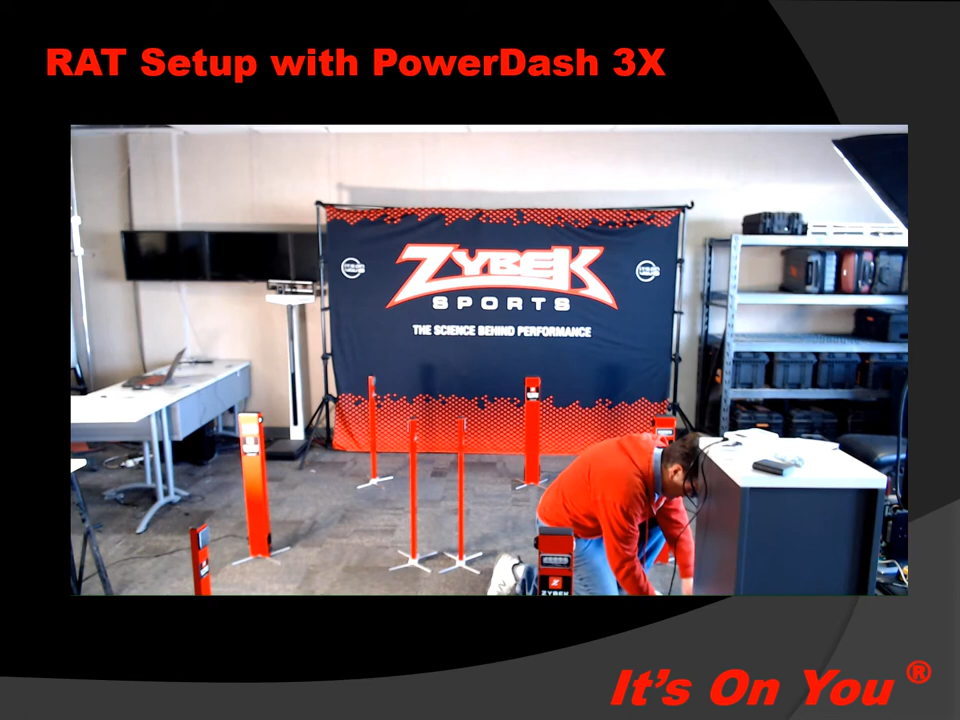 RAT Setup with PowerDash 3X
ZYBEK
SPORTS
THE SCIENCE BEHIND PERFORMANCE
ZYBEK
It's On You ®